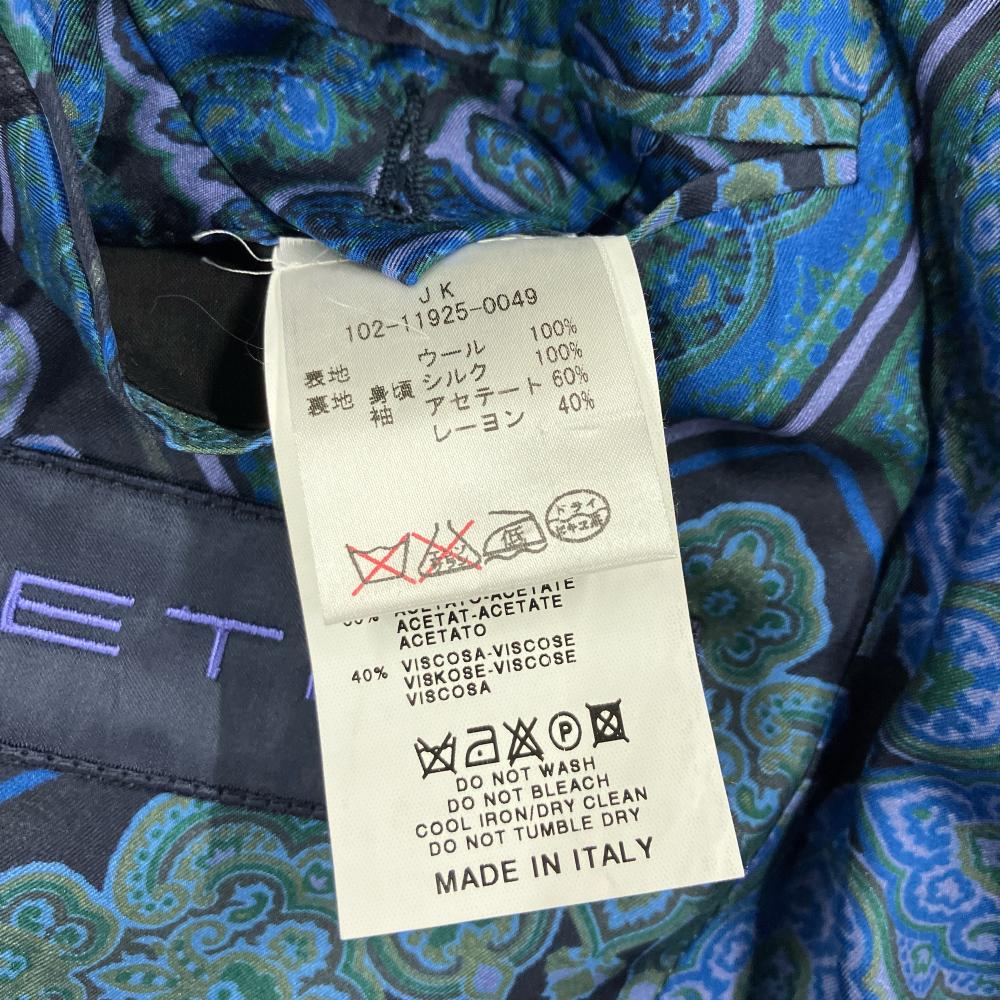 JK
102-11925-0049
表地 ウール 100%
裏地 身頃 シルク 100%
袖 アセテート 60%
レーヨン 40%
低
ドライ
ACETATO-ACETATE
ACETAT-ACETATE
ACETATO
40% VISCOSA-VISCOSE
VISKOSE-VISCOSE
VISCOSA
P
DO NOT WASH
DO NOT BLEACH
COOL IRON/DRY CLEAN
DO NOT TUMBLE DRY
MADE IN ITALY
ET